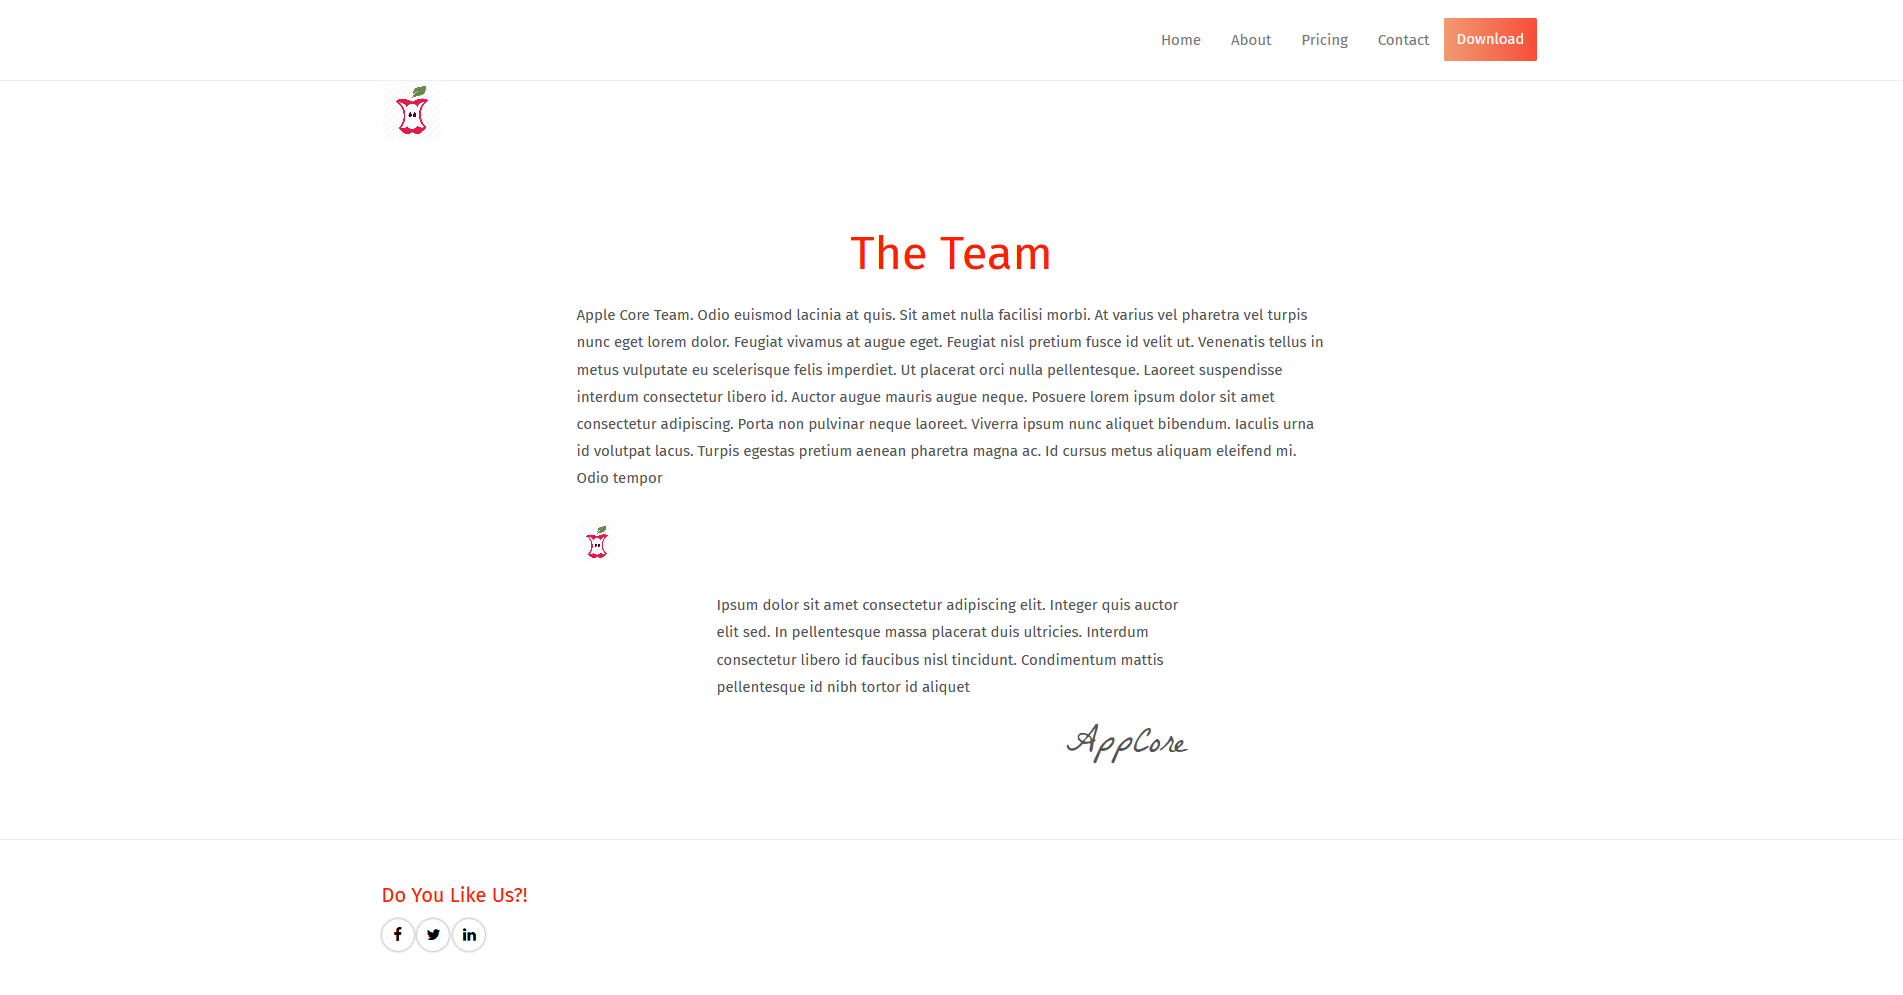 Home About Pricing Contact Download
The Team
Apple Core Team. Odio euismod lacinia at quis. Sit amet nulla facilisi morbi. At varius vel pharetra vel turpis
nunc eget lorem dolor. Feugiat vivamus at augue eget. Feugiat nisl pretium fusce id velit ut. Venenatis tellus in
metus vulputate eu scelerisque felis imperdiet. Ut placerat orci nulla pellentesque. Laoreet suspendisse
interdum consectetur libero id. Auctor augue mauris augue neque. Posuere lorem ipsum dolor sit amet
consectetur adipiscing. Porta non pulvinar neque laoreet. Viverra ipsum nunc aliquet bibendum. Iaculis urna
id volutpat lacus. Turpis egestas pretium aenean pharetra magna ac. Id cursus metus aliquam eleifend mi.
Odio tempor
Ipsum dolor sit amet consectetur adipiscing elit. Integer quis auctor
elit sed. In pellentesque massa placerat duis ultricies. Interdum
consectetur libero id faucibus nisl tincidunt. Condimentum mattis
pellentesque id nibh tortor id aliquet
AppCore
Do You Like Us?!